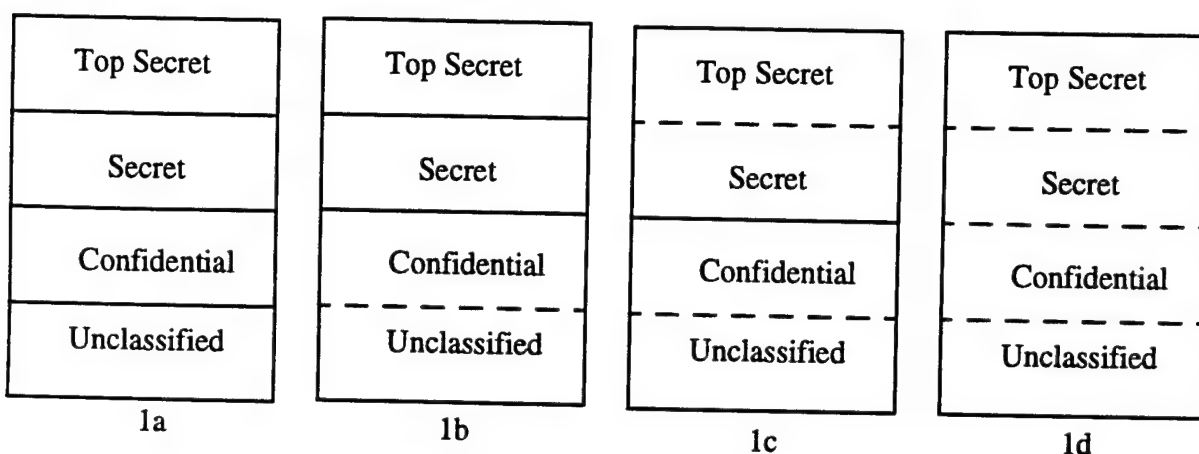 Top Secret
Secret
Confidential
Unclassified
1a
Top Secret
Secret
Confidential
Unclassified
1b
Top Secret
Secret
Confidential
Unclassified
1c
Top Secret
Secret
Confidential
Unclassified
1d